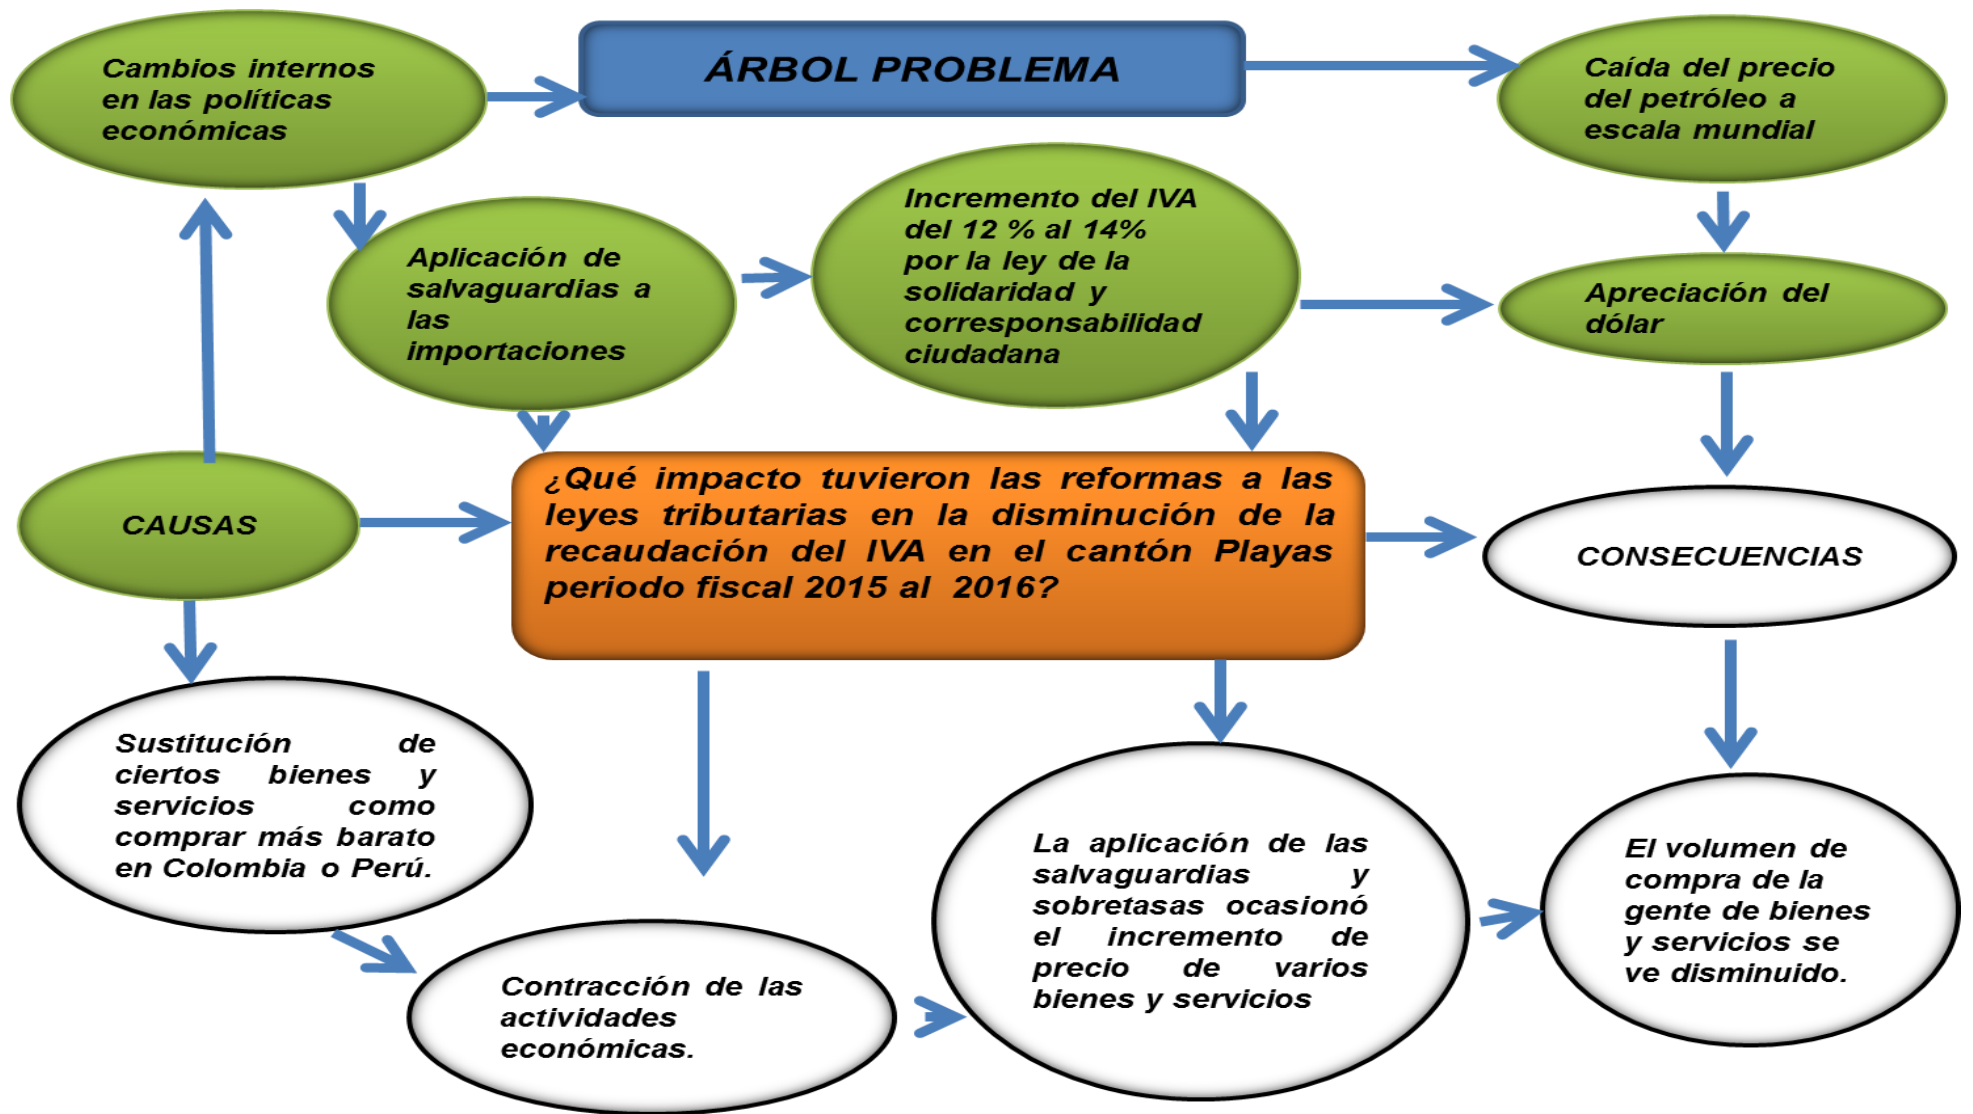 Cambios internos
en las políticas
económicas
ÁRBOL PROBLEMA
Caída del precio
del petróleo a
escala mundial
Aplicación de
salvaguardias a
las
importaciones
Incremento del IVA
del 12 % al 14%
por la ley de la
solidaridad y
corresponsabilidad
ciudadana
Apreciación del
dólar
CAUSAS
¿Qué impacto tuvieron las reformas a las
leyes tributarias en la disminución de la
recaudación del IVA en el cantón Playas
periodo fiscal 2015 al 2016?
CONSECUENCIAS
Sustitución de
ciertos bienes y
servicios como
comprar más barato
en Colombia o Perú.
Contracción de las
actividades
económicas.
La aplicación de las
salvaguardias y
sobretasas ocasionó
el incremento de
precio de varios
bienes y servicios
El volumen de
compra de la
gente de bienes
y servicios se
ve disminuido.